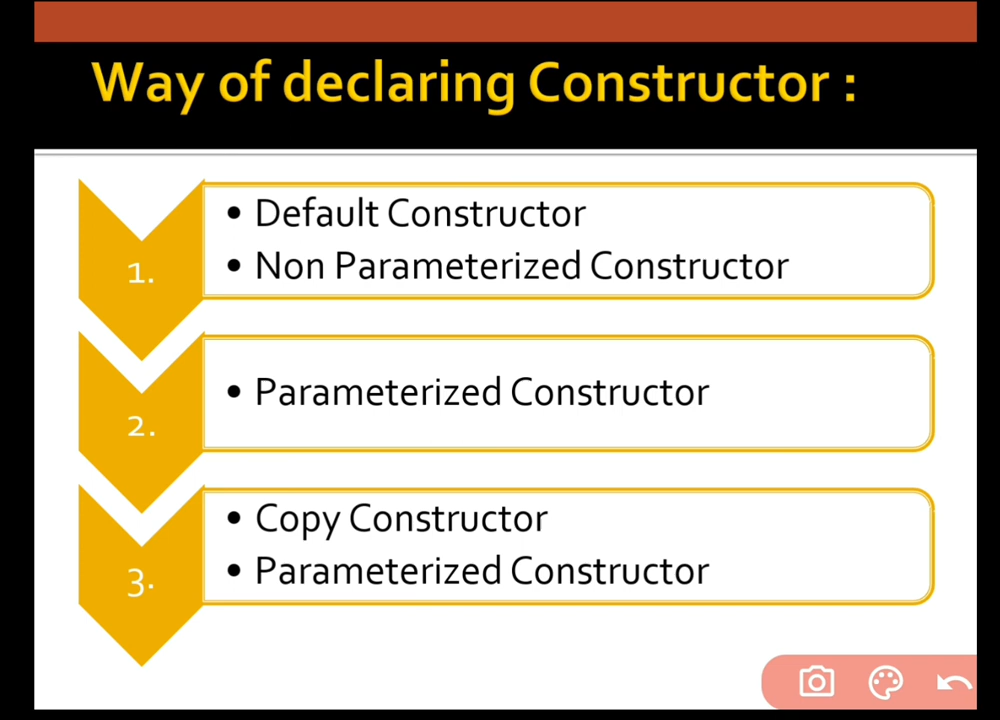 Way of declaring Constructor :
1.
• Default Constructor
• Non Parameterized Constructor
2.
• Parameterized Constructor
3.
• Copy Constructor
• Parameterized Constructor